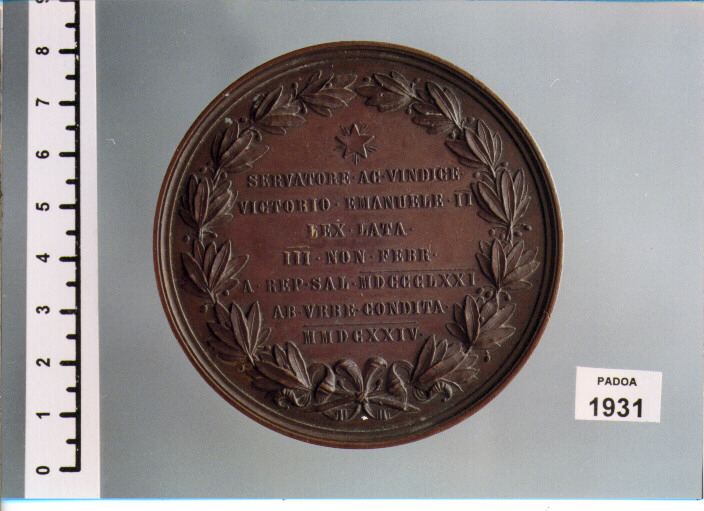 SERVATORE·AC·VINDICE
VICTORIO·EMANUELE·II
LEX·LATA·
III·NON·FEBR·
A·REP·SAL·MDCCCLXXI
AB·VRBE·CONDITA·
MMDCXXIV·
PADOA
1931
9
8
7
6
5
4
3
2
1
0